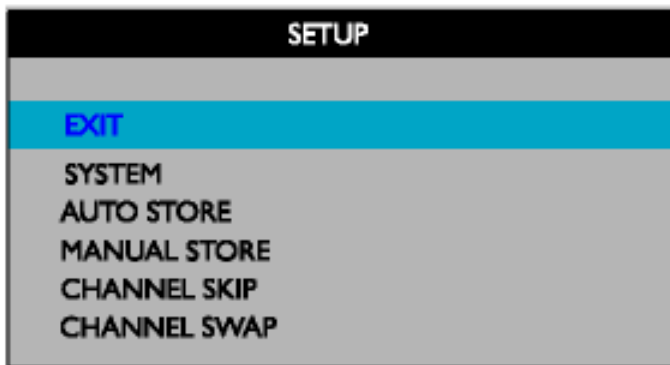 SETUP
EXIT
SYSTEM
AUTO STORE
MANUAL STORE
CHANNEL SKIP
CHANNEL SWAP